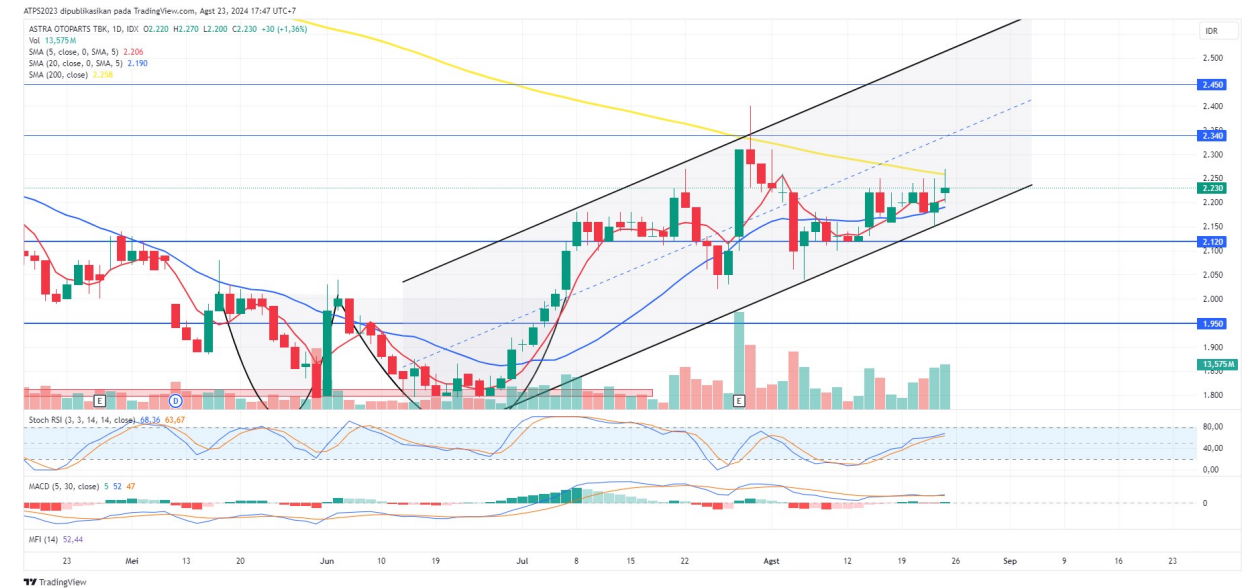 ATPS2023 dipublikasikan pada TradingView.com, Agst 23, 2024 17:47 UTC+7
ASTRA OTOPARTS TBK, 1D, IDX O2.220 H2.270 L2.200 C2.230 +30 (+1,36%)
IDR
Vol 13,575M
SMA (5, close, 0, SMA, 5) 2.206
SMA (20, close, 0, SMA, 5) 2.190
SMA (200, close) 2.258
2.500
2.450
2.400
2.340
2.300
2.250
2.230
2.200
2.150
2.120
2.100
2.050
2.000
1.950
1.900
13,575M
1.800
E
D
E
Stoch RSI (3, 3, 14, 14, close) 68,36 63,67
80,00
40,00
0,00
MACD (5, 30, close) 5 52 47
0
MFI (14) 52,44
23 Mei 13 20 Jun 10 19 Jul 8 15 22 Agst 12 19 26 Sep 9 16 23
TradingView